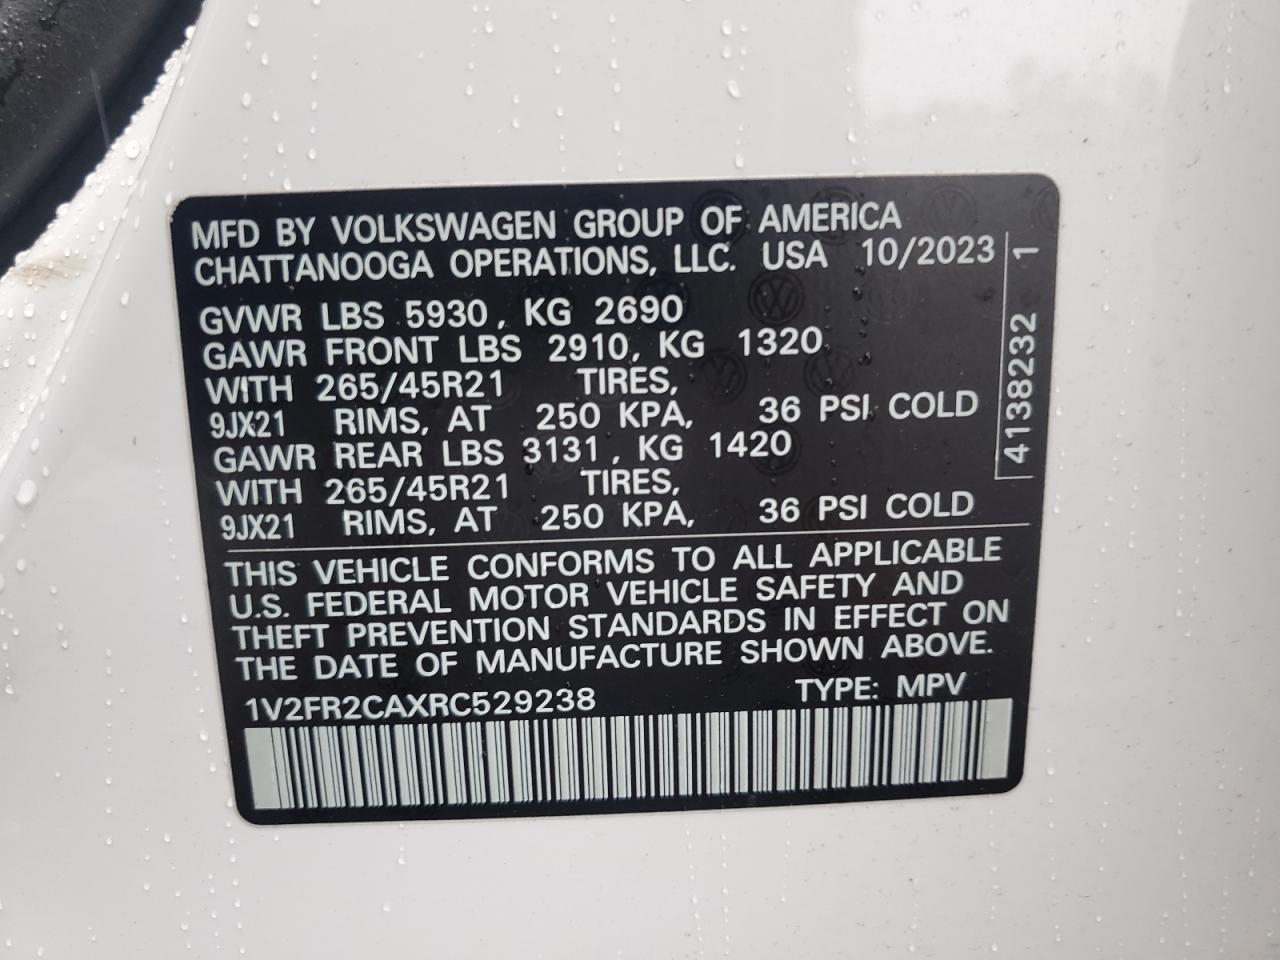 MFD BY VOLKSWAGEN GROUP OF AMERICA
CHATTANOOGA OPERATIONS, LLC. USA 10/2023
GVWR LBS 5930, KG 2690
GAWR FRONT LBS 2910, KG 1320
WITH 265/45R21 TIRES,
9JX21 RIMS, AT 250 KPA, 36 PSI COLD
GAWR REAR LBS 3131, KG 1420
WITH 265/45R21 TIRES,
9JX21 RIMS, AT 250 KPA, 36 PSI COLD
4138232 1
THIS VEHICLE CONFORMS TO ALL APPLICABLE
U.S. FEDERAL MOTOR VEHICLE SAFETY AND
THEFT PREVENTION STANDARDS IN EFFECT ON
THE DATE OF MANUFACTURE SHOWN ABOVE.
1V2FR2CAXRC529238 TYPE: MPV